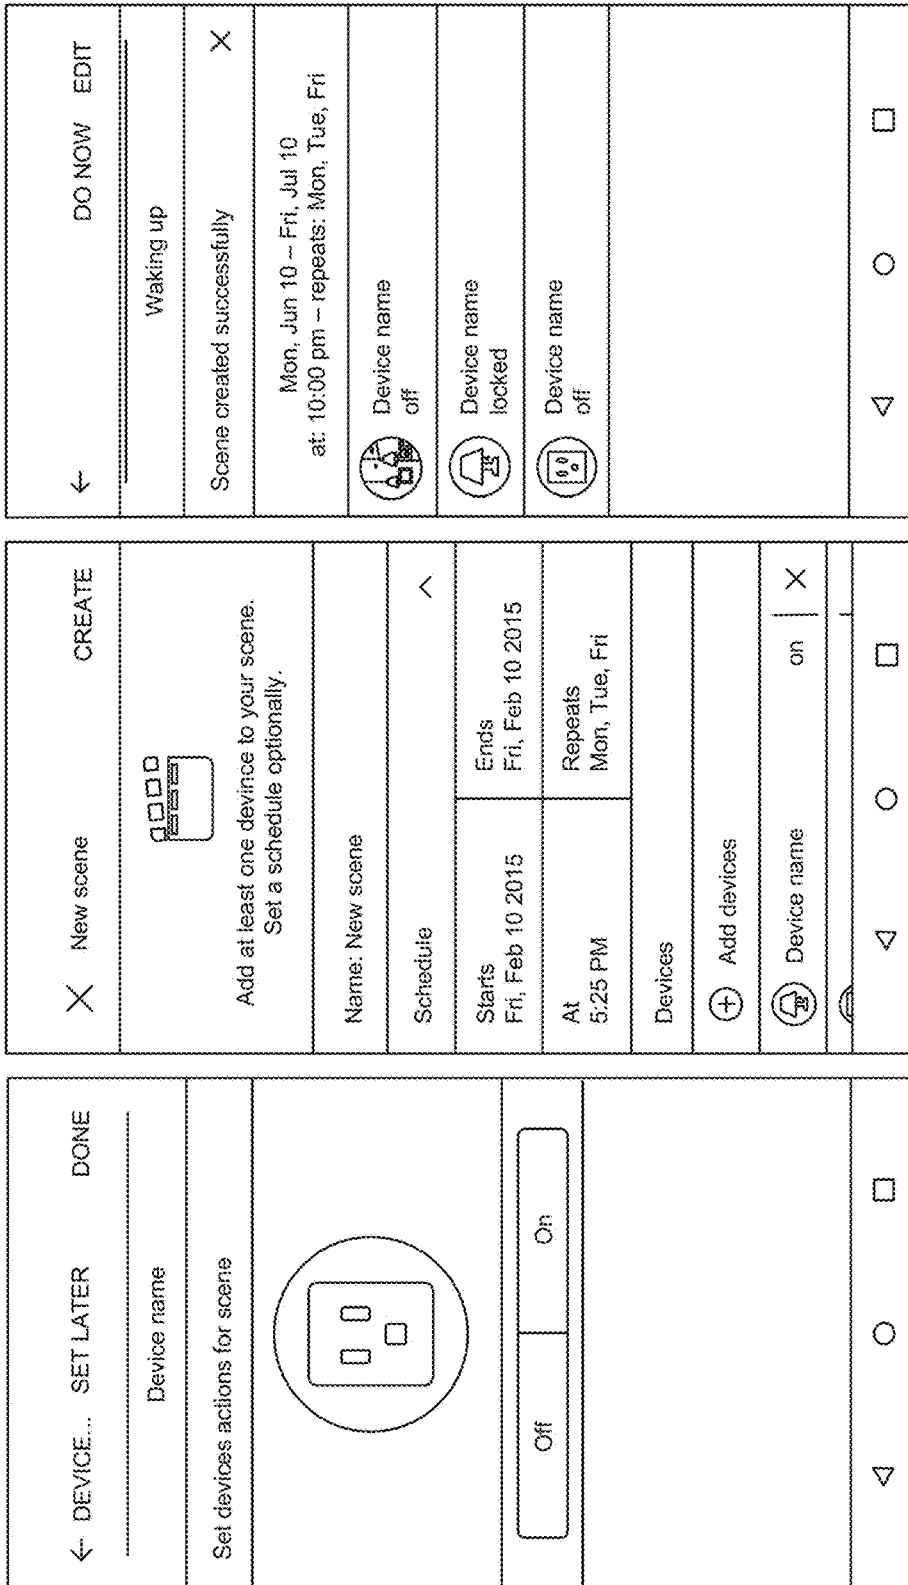 ← DEVICE... SET LATER DONE
Device name
Set devices actions for scene
Off On
X New scene CREATE
Add at least one devince to your scene.
Set a schedule optionally.
Name: New scene
Schedule
Starts
Fri, Feb 10 2015
Ends
Fri, Feb 10 2015
At
5:25 PM
Repeats
Mon, Tue, Fri
Devices
Add devices
Device name on X
← DO NOW EDIT
Waking up
Scene created successfully X
Mon, Jun 10 – Fri, Jul 10
at: 10:00 pm – repeats: Mon, Tue, Fri
Device name
off
Device name
locked
Device name
off